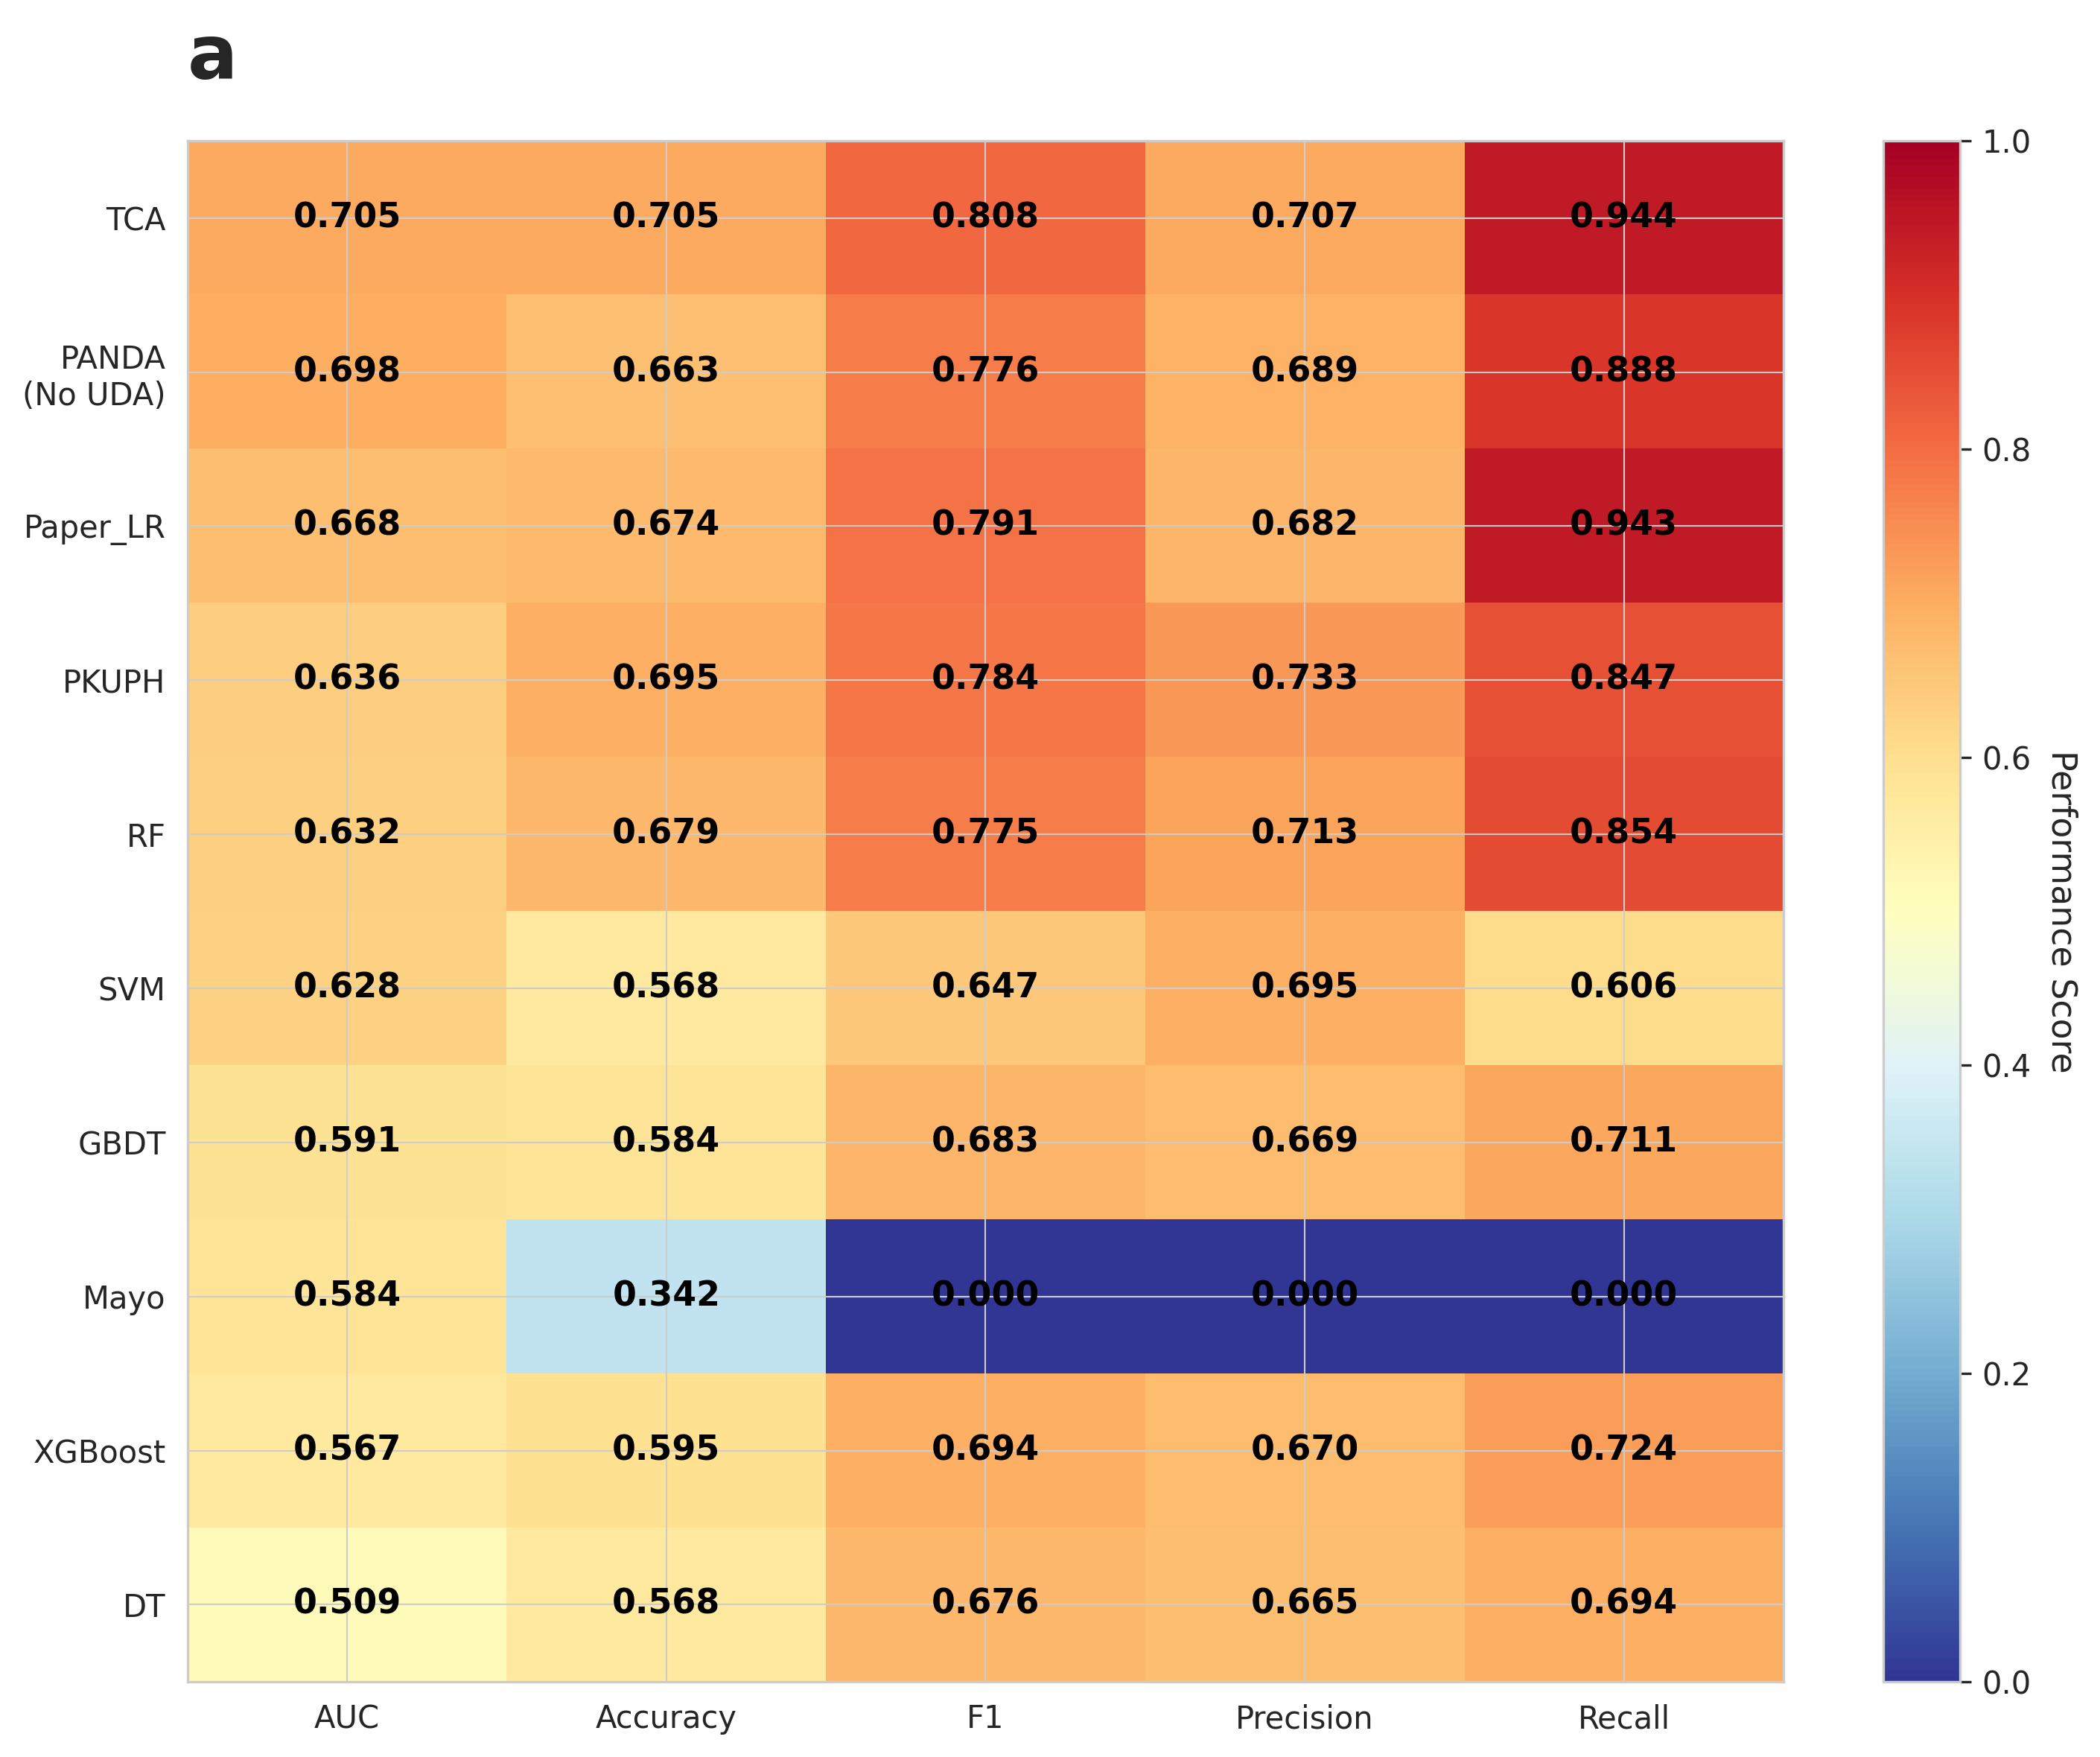 a
TCA 0.705 0.705 0.808 0.707 0.944
PANDA
(No UDA) 0.698 0.663 0.776 0.689 0.888
Paper_LR 0.668 0.674 0.791 0.682 0.943
PKUPH 0.636 0.695 0.784 0.733 0.847
RF 0.632 0.679 0.775 0.713 0.854
SVM 0.628 0.568 0.647 0.695 0.606
GBDT 0.591 0.584 0.683 0.669 0.711
Mayo 0.584 0.342 0.000 0.000 0.000
XGBoost 0.567 0.595 0.694 0.670 0.724
DT 0.509 0.568 0.676 0.665 0.694
AUC Accuracy F1 Precision Recall
1.0
0.8
0.6
0.4
0.2
0.0
Performance Score